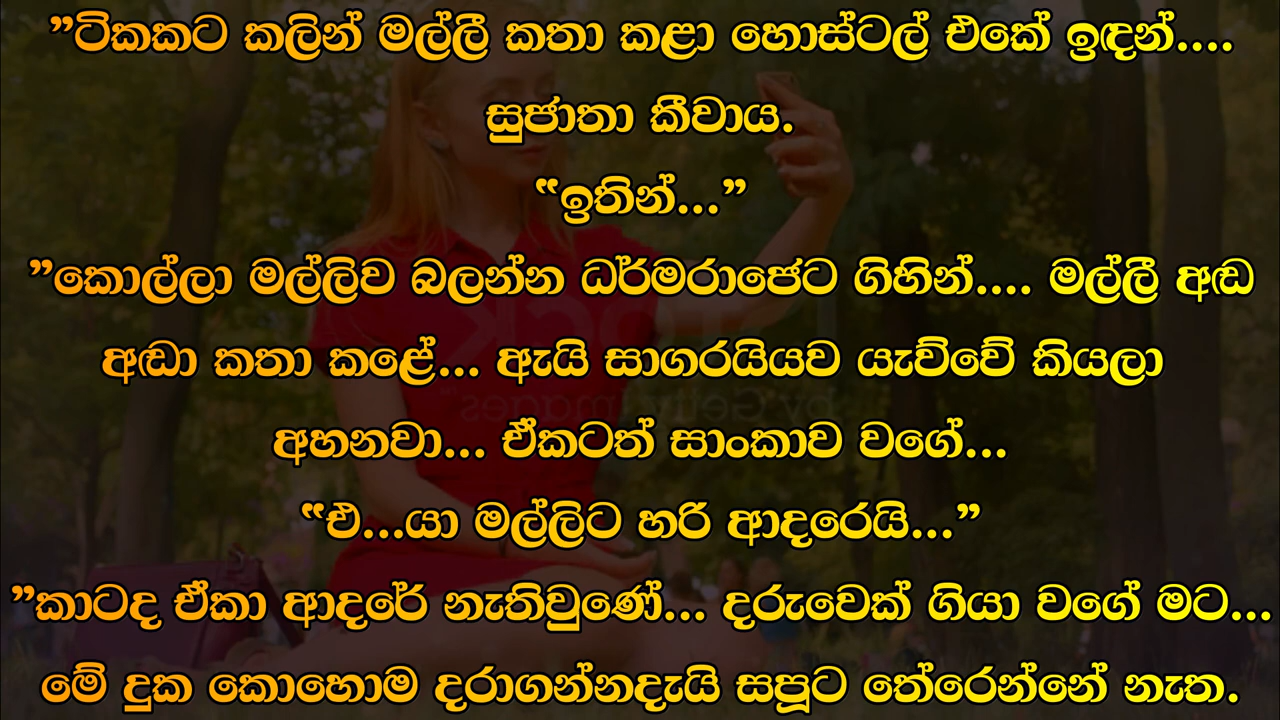 ”ටිකකට කලින් මල්ලී කතා කළා හොස්ටල් එකේ ඉඳන්....
සුජාතා කීවාය.
“ඉතින්...”
”කොල්ලා මල්ලිව බලන්න ධර්මරාජෙට ගිහින්.... මල්ලී අඬ
අඬා කතා කළේ... ඇයි සාගරයියව යැව්වේ කියලා
අහනවා... ඒකටත් සාංකාව වගේ...
“එ...යා මල්ලිට හරි ආදරෙයි...”
”කාටද ඒකා ආදරේ නැතිවුණේ... දරුවෙක් ගියා වගේ මට...
මේ දුක කොහොම දරාගන්නදැයි සපූට තේරෙන්නේ නැත.